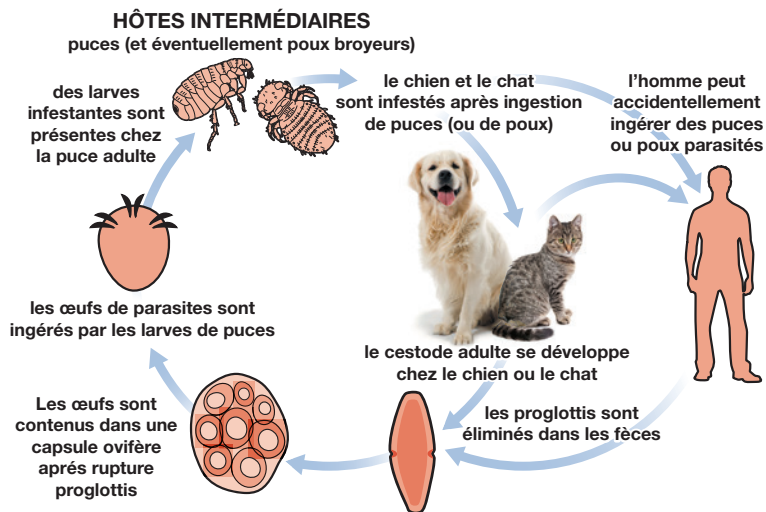 HÔTES INTERMÉDIAIRES
puces (et éventuellement poux broyeurs)
des larves
infestantes sont
présentes chez
la puce adulte
le chien et le chat
sont infestés après ingestion
de puces (ou de poux)
l'homme peut
accidentellement
ingérer des puces
ou poux parasités
les œufs de parasites sont
ingérés par les larves de puces
le cestode adulte se développe
chez le chien ou le chat
Les œufs sont
contenus dans une
capsule ovifère
aprés rupture
proglottis
les proglottis sont
éliminés dans les fèces